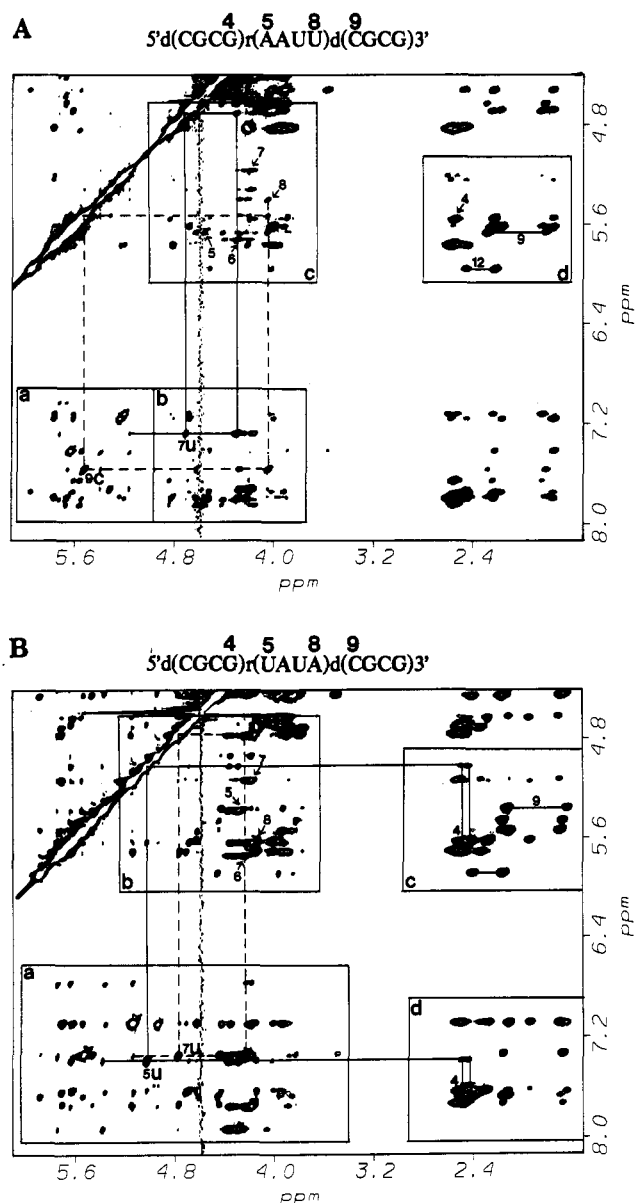 A
4 5 8 9
5'd(CGCG)r(AAUU)d(CGCG)3'
4.8
7
8
4
5.6
5
6
9
c
12
d
6.4
ppm
a
b
7.2
7U
9C
8.0
5.6
4.8
4.0
3.2
2.4
ppm
B
4 5 8 9
5'd(CGCG)r(UAUA)d(CGCG)3'
4.8
7
5
9
8
4
5.6
b
6
c
6.4
ppm
a
d
7.2
7U
5U
4
8.0
5.6
4.8
4.0
3.2
2.4
ppm